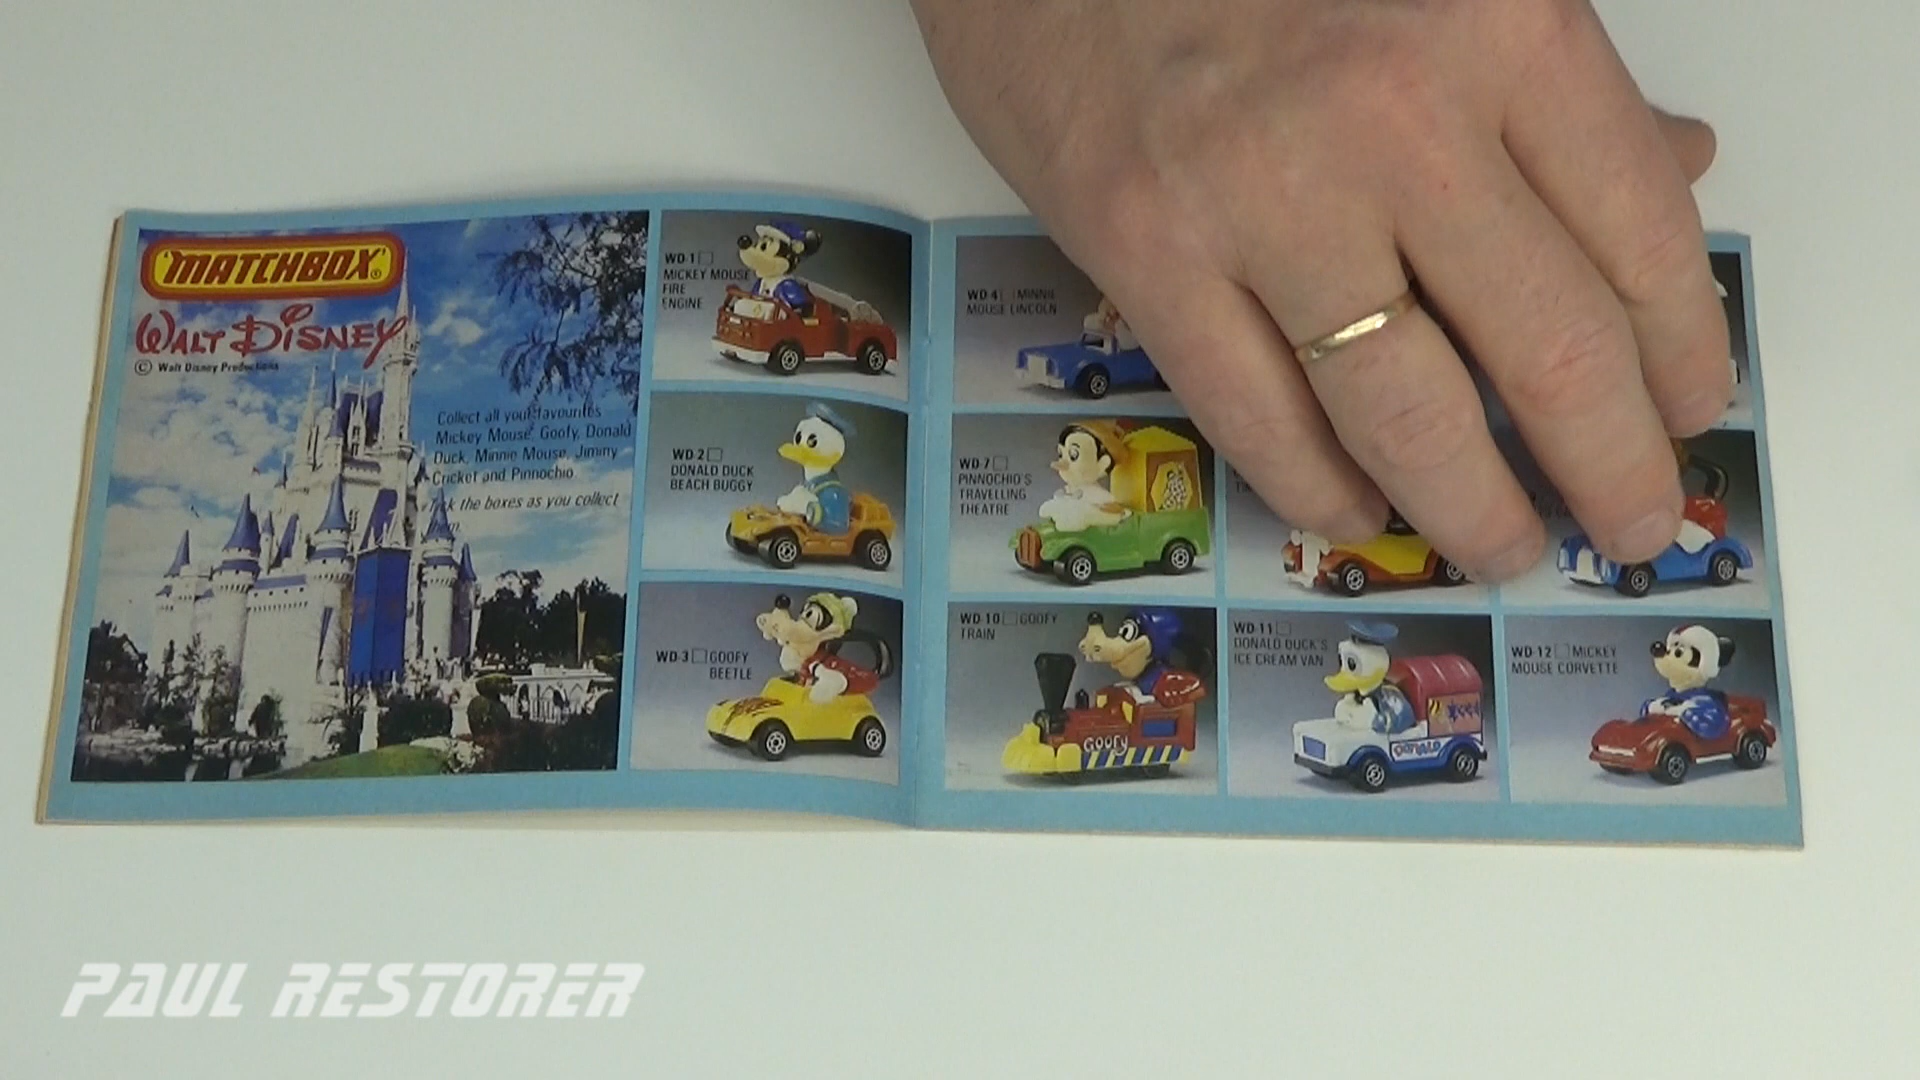 'MATCHBOX'®
WALT DISNEY
© Walt Disney Productions
Collect all your favourites
Mickey Mouse, Goofy, Donald
Duck, Minnie Mouse, Jimmy
Cricket and Pinnochio
Tick the boxes as you collect
them.
WD-1
MICKEY MOUSE
FIRE
ENGINE
WD-2
DONALD DUCK
BEACH BUGGY
WD-3 GOOFY
BEETLE
WD-4 MINNIE
MOUSE LINCOLN
WD-7
PINNOCHIO'S
TRAVELLING
THEATRE
WD-10 GOOFY
TRAIN
GOOFY
WD-11
DONALD DUCK'S
ICE CREAM VAN
DONALD
WD-12 MICKEY
MOUSE CORVETTE
PAUL RESTORER